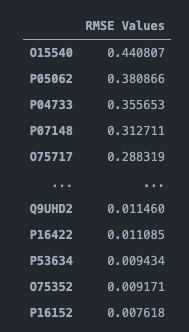 RMSE Values
O15540 0.440807
P05062 0.380866
P04733 0.355653
P07148 0.312711
O75717 0.288319
... ...
Q9UHD2 0.011460
P16422 0.011085
P53634 0.009434
O75352 0.009171
P16152 0.007618